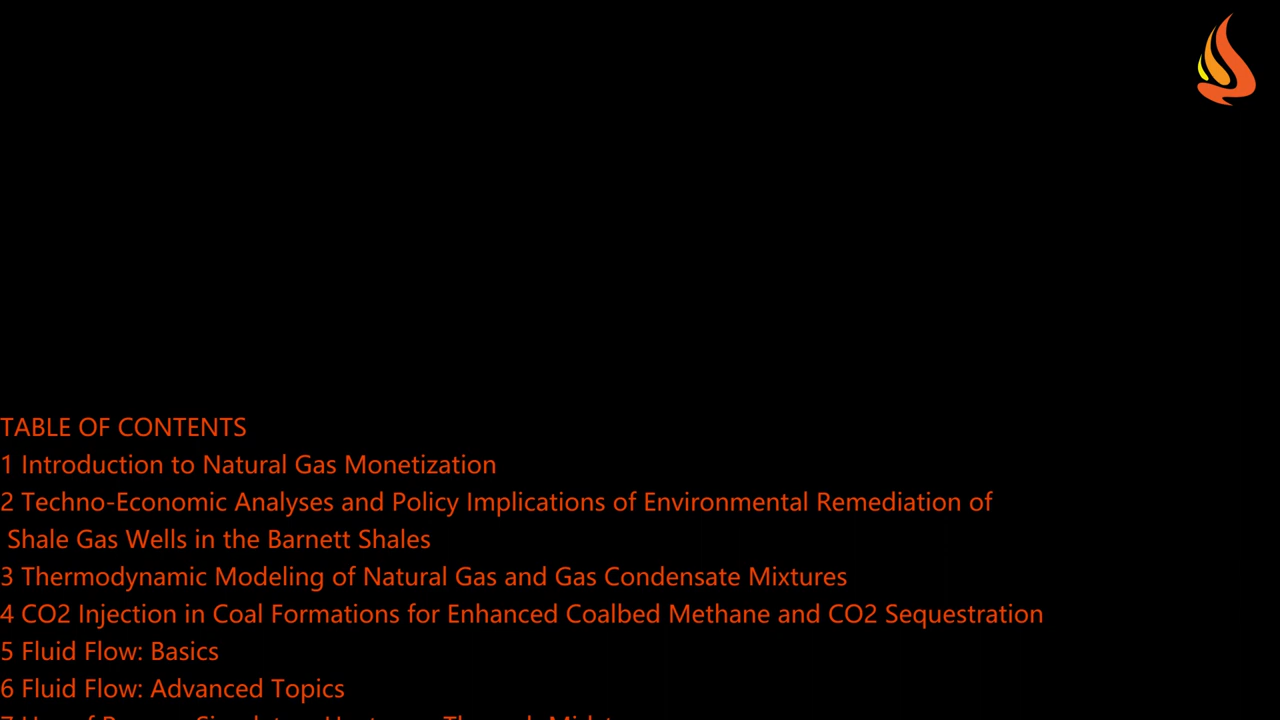 TABLE OF CONTENTS
1 Introduction to Natural Gas Monetization
2 Techno-Economic Analyses and Policy Implications of Environmental Remediation of
Shale Gas Wells in the Barnett Shales
3 Thermodynamic Modeling of Natural Gas and Gas Condensate Mixtures
4 CO2 Injection in Coal Formations for Enhanced Coalbed Methane and CO2 Sequestration
5 Fluid Flow: Basics
6 Fluid Flow: Advanced Topics